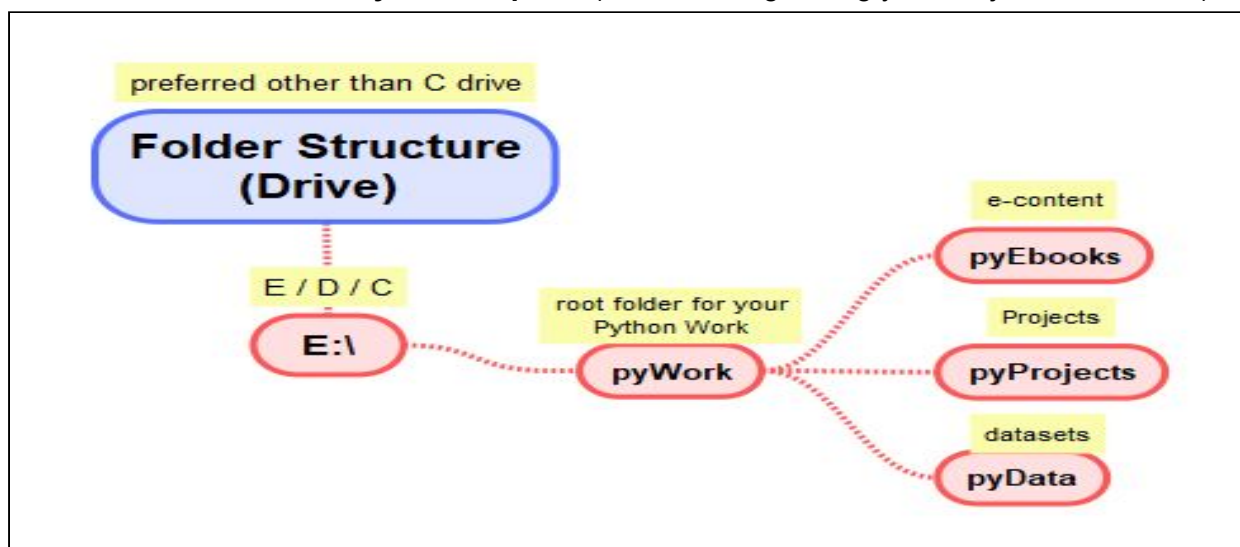 preferred other than C drive
Folder Structure
(Drive)
E / D / C
E:\
root folder for your
Python Work
pyWork
e-content
pyEbooks
Projects
pyProjects
datasets
pyData